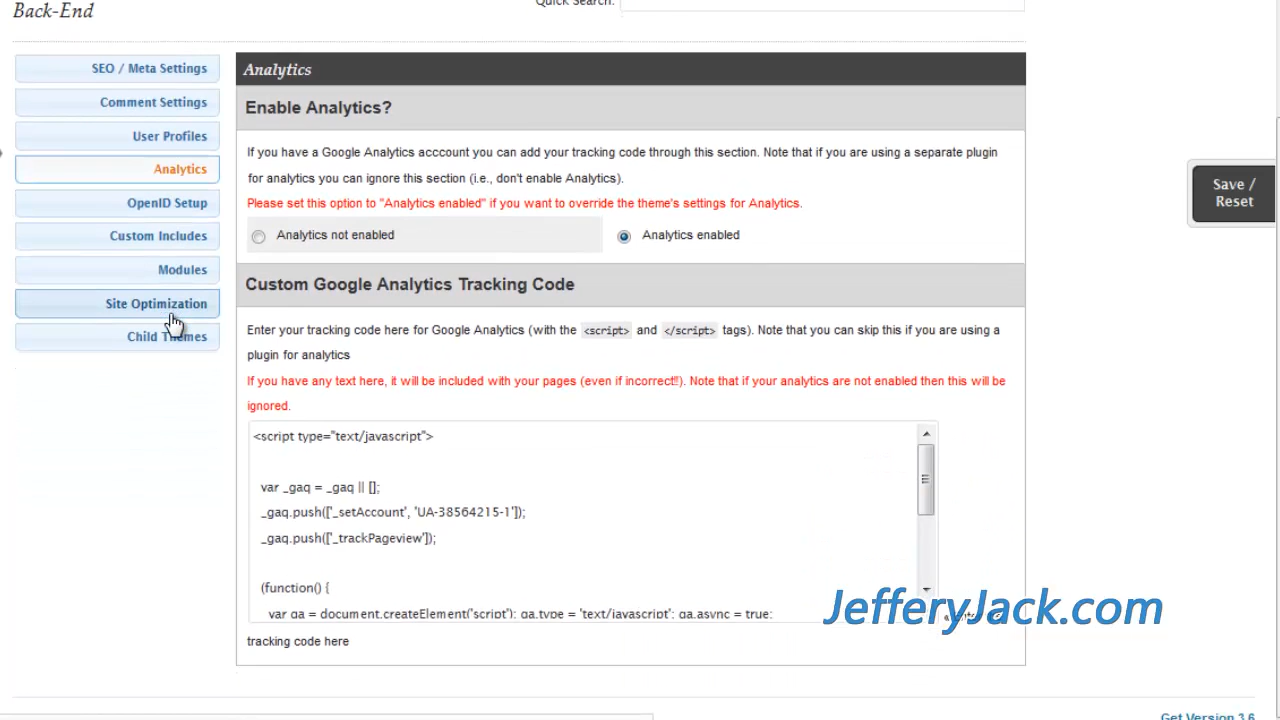 Back-End
Quick Search:
SEO / Meta Settings
Comment Settings
User Profiles
Analytics
OpenID Setup
Custom Includes
Modules
Site Optimization
Child Themes
Analytics
Enable Analytics?
If you have a Google Analytics acccount you can add your tracking code through this section. Note that if you are using a separate plugin
for analytics you can ignore this section (i.e., don't enable Analytics).
Please set this option to "Analytics enabled" if you want to override the theme's settings for Analytics.
Analytics not enabled
Analytics enabled
Custom Google Analytics Tracking Code
Enter your tracking code here for Google Analytics (with the <script> and </script> tags). Note that you can skip this if you are using a
plugin for analytics
If you have any text here, it will be included with your pages (even if incorrect!!). Note that if your analytics are not enabled then this will be
ignored.
<script type="text/javascript">
var _gaq = _gaq || [];
_gaq.push(['_setAccount', 'UA-38564215-1']);
_gaq.push(['_trackPageview']);
(function() {
var ga = document.createElement('script'); ga.type = 'text/javascript'; ga.async = true;
tracking code here
Save /
Reset
JefferyJack.com
Get Version 3.6